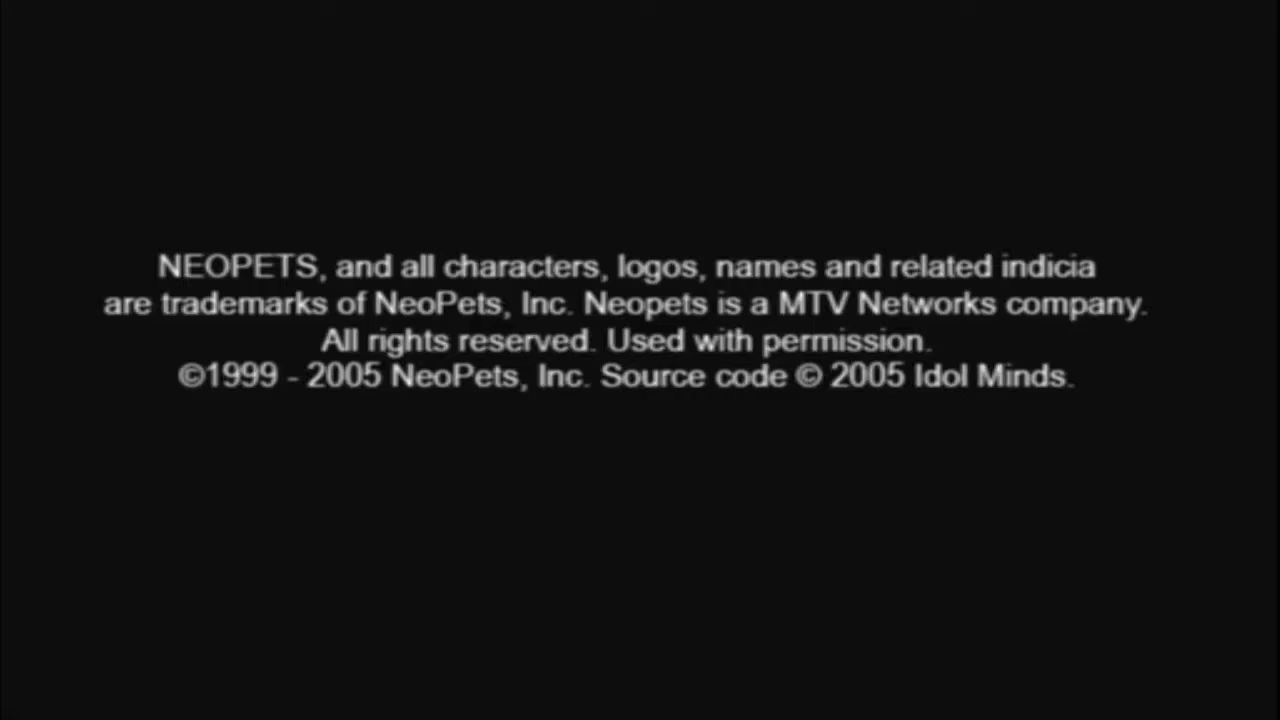 NEOPETS, and all characters, logos, names and related indicia
are trademarks of NeoPets, Inc. Neopets is a MTV Networks company.
All rights reserved. Used with permission.
©1999 - 2005 NeoPets, Inc. Source code © 2005 Idol Minds.